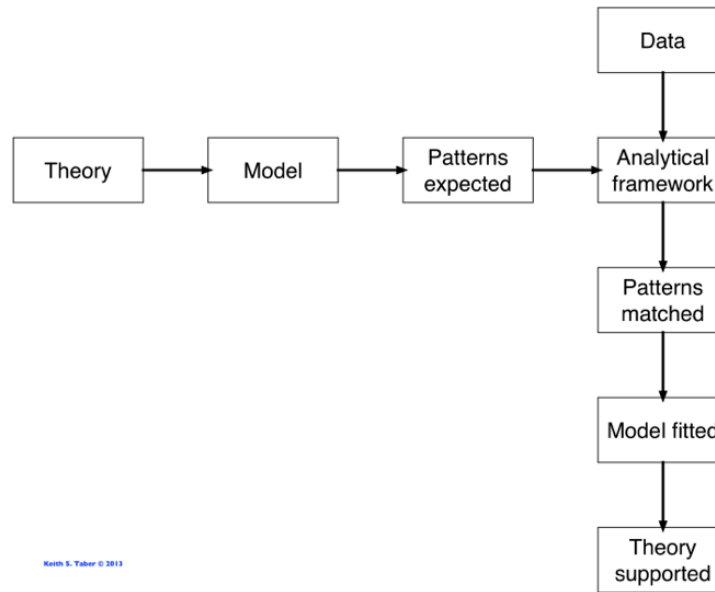 Data
Theory
Model
Patterns
expected
Analytical
framework
Patterns
matched
Model fitted
Theory
supported
Keith S. Taber © 2013